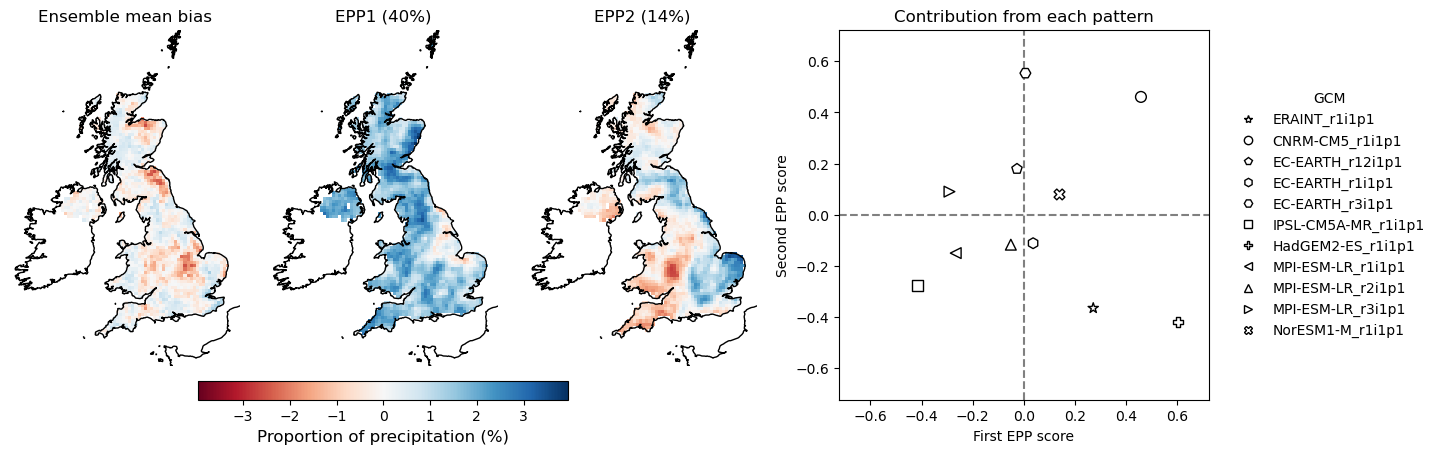 Ensemble mean bias
EPP1 (40%)
EPP2 (14%)
−3 −2 −1 0 1 2 3
Proportion of precipitation (%)
Contribution from each pattern
Second EPP score
0.6
0.4
0.2
0.0
−0.2
−0.4
−0.6
−0.6 −0.4 −0.2 0.0 0.2 0.4 0.6
First EPP score
GCM
ERAINT_r1i1p1
CNRM-CM5_r1i1p1
EC-EARTH_r12i1p1
EC-EARTH_r1i1p1
EC-EARTH_r3i1p1
IPSL-CM5A-MR_r1i1p1
HadGEM2-ES_r1i1p1
MPI-ESM-LR_r1i1p1
MPI-ESM-LR_r2i1p1
MPI-ESM-LR_r3i1p1
NorESM1-M_r1i1p1